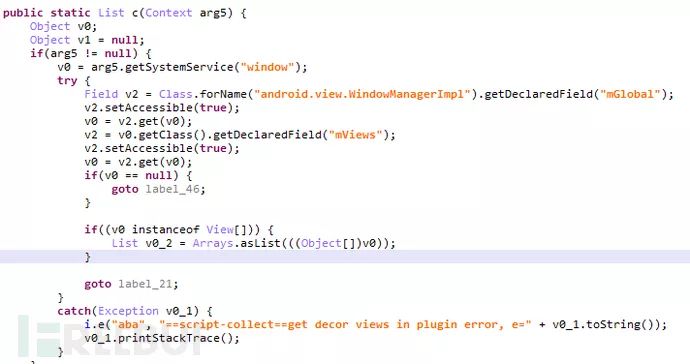 public static List c(Context arg5) {
Object v0;
Object v1 = null;
if(arg5 != null) {
v0 = arg5.getSystemService("window");
try {
Field v2 = Class.forName("android.view.WindowManagerImpl").getDeclaredField("mGlobal");
v2.setAccessible(true);
v0 = v2.get(v0);
v2 = v0.getClass().getDeclaredField("mViews");
v2.setAccessible(true);
v0 = v2.get(v0);
if(v0 == null) {
goto label_46;
}
if((v0 instanceof View[])) {
List v0_2 = Arrays.asList(((Object[])v0));
}
goto label_21;
}
catch(Exception v0_1) {
i.e("aba", "==script-collect==get decor views in plugin error, e=" + v0_1.toString());
v0_1.printStackTrace();
}
FREEBUF